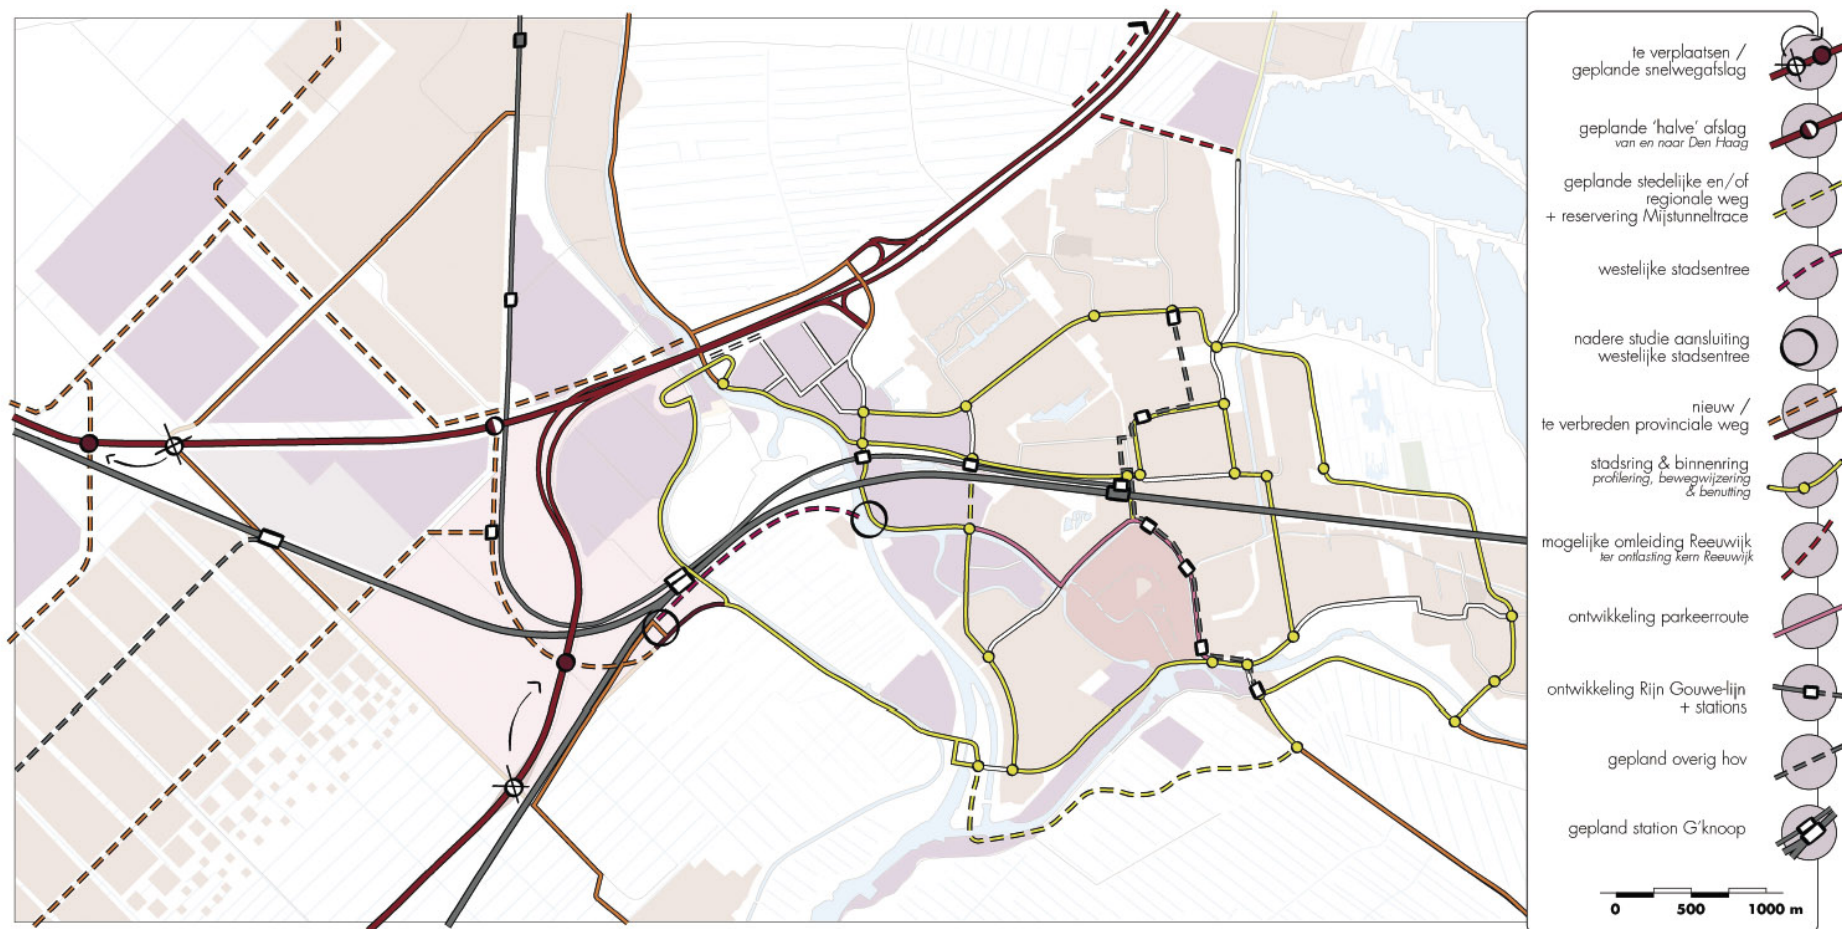 te verplaatsen /
geplande snelwegafslag
geplande 'halve' afslag
van en naar Den Haag
geplande stedelijke en/of
regionale weg
+ reservering Mijstunneltrace
westelijke stadsentree
nadere studie aansluiting
westelijke stadsentree
nieuw /
te verbreden provinciale weg
stadsring & binnenring
profilering, bewegwijzering
& benutting
mogelijke omleiding Reeuwijk
ter ontlasting kern Reeuwijk
ontwikkeling parkeerroute
ontwikkeling Rijn Gouwe-lijn
+ stations
gepland overig hov
gepland station G'knoop
0 500 1000 m